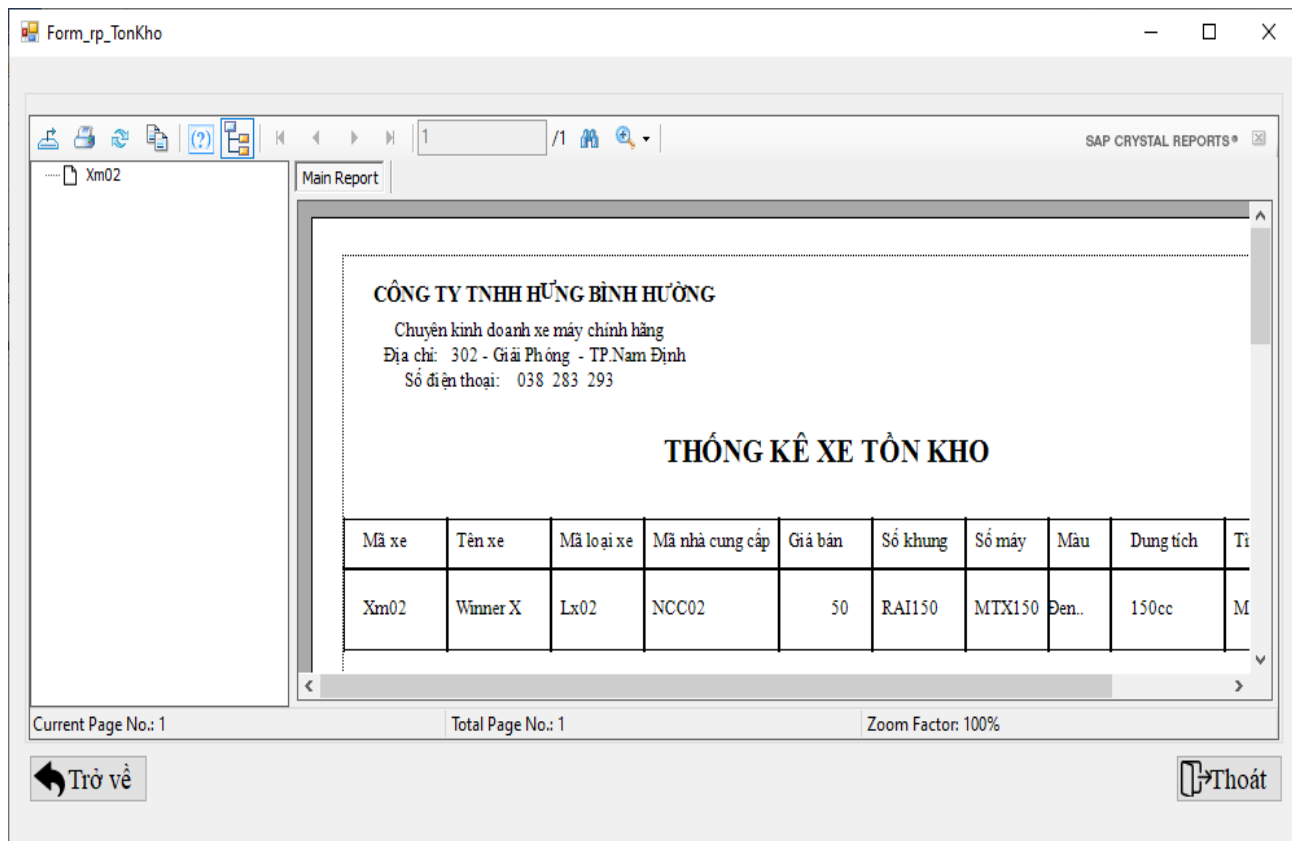 Form_rp_TonKho
1 /1 SAP CRYSTAL REPORTS®
Xm02
Main Report
CÔNG TY TNHH HƯNG BÌNH HƯỜNG
Chuyên kinh doanh xe máy chính hãng
Địa chỉ: 302 - Giải Phóng - TP.Nam Định
Số điện thoại: 038 283 293
THỐNG KÊ XE TỒN KHO
Mã xe Tên xe Mã loại xe Mã nhà cung cấp Giá bán Số khung Số máy Màu Dung tích Tì
Xm02 Winner X Lx02 NCC02 50 RAI150 MTX150 Đen.. 150cc M
Current Page No.: 1 Total Page No.: 1 Zoom Factor: 100%
Trở về Thoát